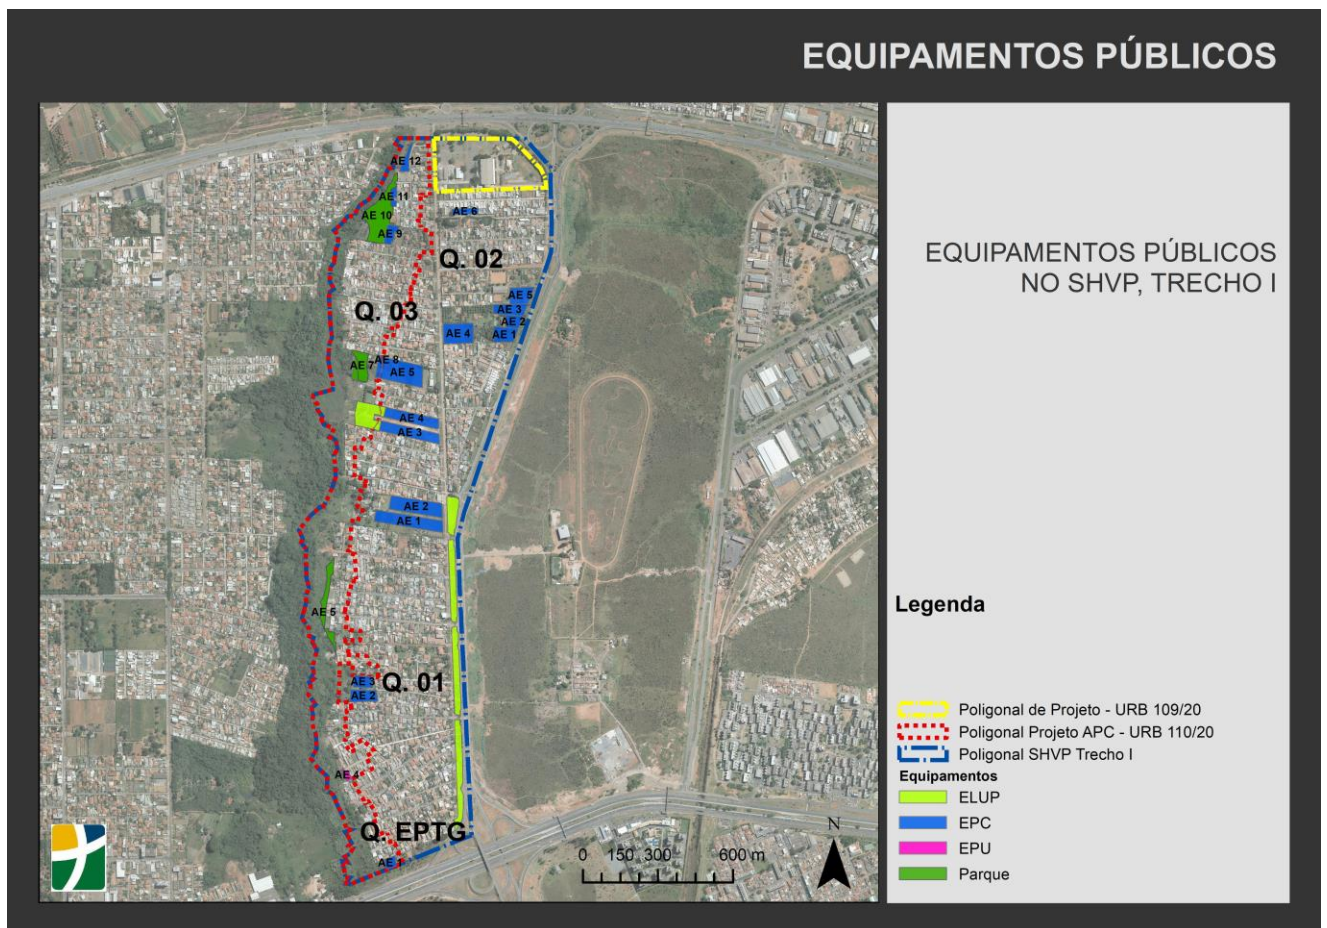 EQUIPAMENTOS PÚBLICOS
EQUIPAMENTOS PÚBLICOS
NO SHVP, TRECHO I
AE 12
AE 11
AE 10
AE 9
AE 6
Q. 02
Q. 03
AE 5
AE 3
AE 2
AE 1
AE 4
AE 8
AE 7
AE 5
AE 4
AE 3
AE 2
AE 1
AE 5
AE 3
AE 2
Q. 01
AE 4
Q. EPTG
AE 1
0 150 300 600 m
N
Legenda
Poligonal de Projeto - URB 109/20
Poligonal Projeto APC - URB 110/20
Poligonal SHVP Trecho I
Equipamentos
ELUP
EPC
EPU
Parque